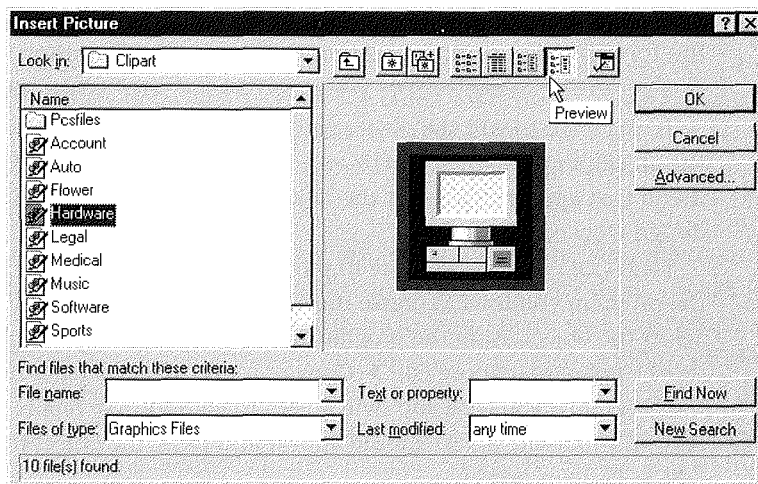 Insert Picture
Look in: Clipart
Preview
Name
Pcsfiles
Account
Auto
Flower
Hardware
Legal
Medical
Music
Software
Sports
OK
Cancel
Advanced...
Find files that match these criteria:
File name: Text or property: Find Now
Files of type: Graphics Files Last modified: any time New Search
10 file(s) found.